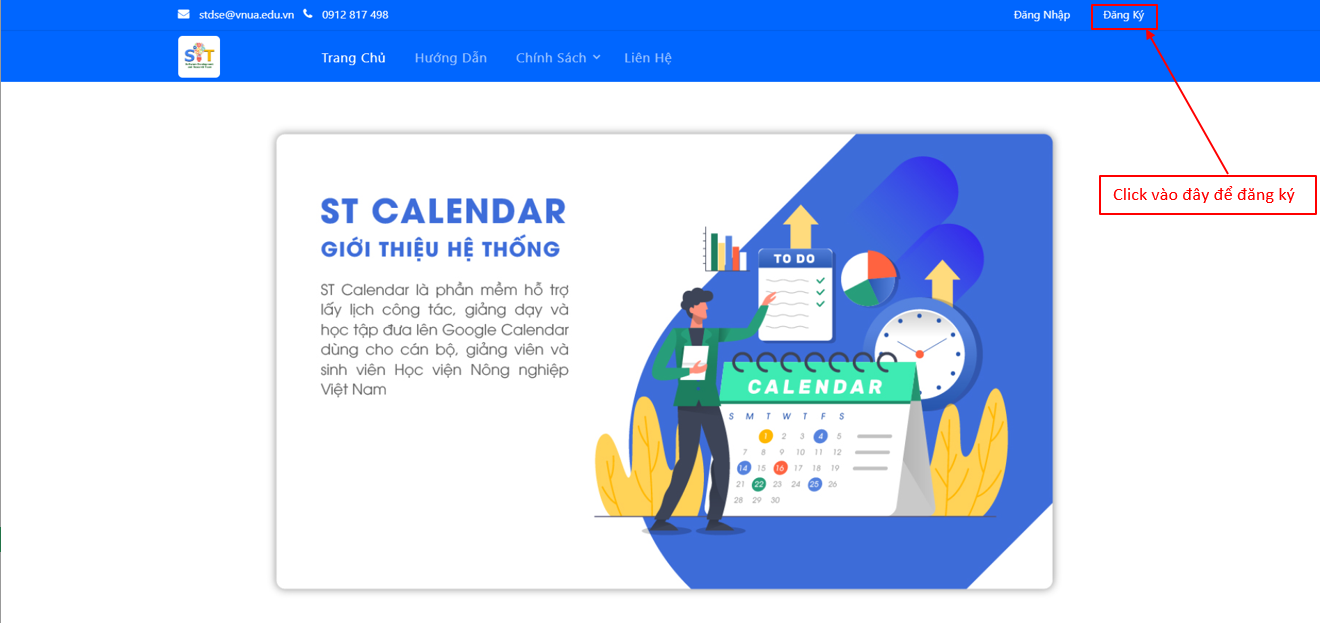 stdse@vnua.edu.vn 0912 817 498 Đăng Nhập Đăng Ký
SIT
Trang Chủ Hướng Dẫn Chính Sách Liên Hệ
Click vào đây để đăng ký
ST CALENDAR
GIỚI THIỆU HỆ THỐNG
ST Calendar là phần mềm hỗ trợ
lấy lịch công tác, giảng dạy và
học tập đưa lên Google Calendar
dùng cho cán bộ, giảng viên và
sinh viên Học viện Nông nghiệp
Việt Nam
TO DO
CALENDAR
S M T W T F S
1 2 3 4 5
7 8 9 10 11 12
14 15 16 17 18 19
21 22 23 24 25 26
28 29 30